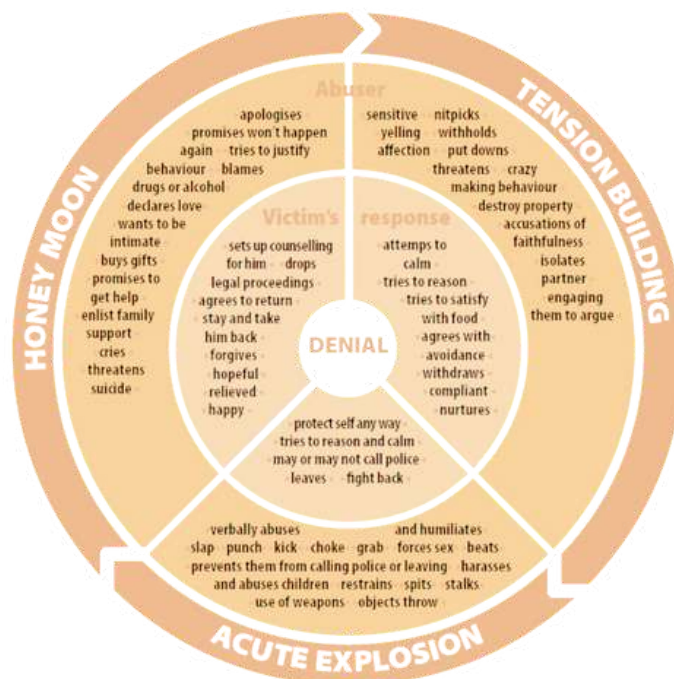 Abuser
HONEY MOON
apologises
promises won't happen
again tries to justify
behaviour blames
drugs or alcohol
declares love
wants to be
intimate
buys gifts
promises to
get help
enlist family
support
cries
threatens
suicide
TENSION BUILDING
sensitive nitpicks
yelling withholds
affection put downs
threatens crazy
making behaviour
destroy property
accusations of
faithfulness
isolates
partner
engaging
them to argue
Victim's response
sets up counselling
for him drops
legal proceedings
agrees to return
stay and take
him back
forgives
hopeful
relieved
happy
attemps to
calm
tries to reason
tries to satisfy
with food
agrees with
avoidance
withdraws
compliant
nurtures
DENIAL
protect self any way
tries to reason and calm
may or may not call police
leaves fight back
verbally abuses and humiliates
slap punch kick choke grab forces sex beats
prevents them from calling police or leaving harasses
and abuses children restrains spits stalks
use of weapons objects throw
ACUTE EXPLOSION